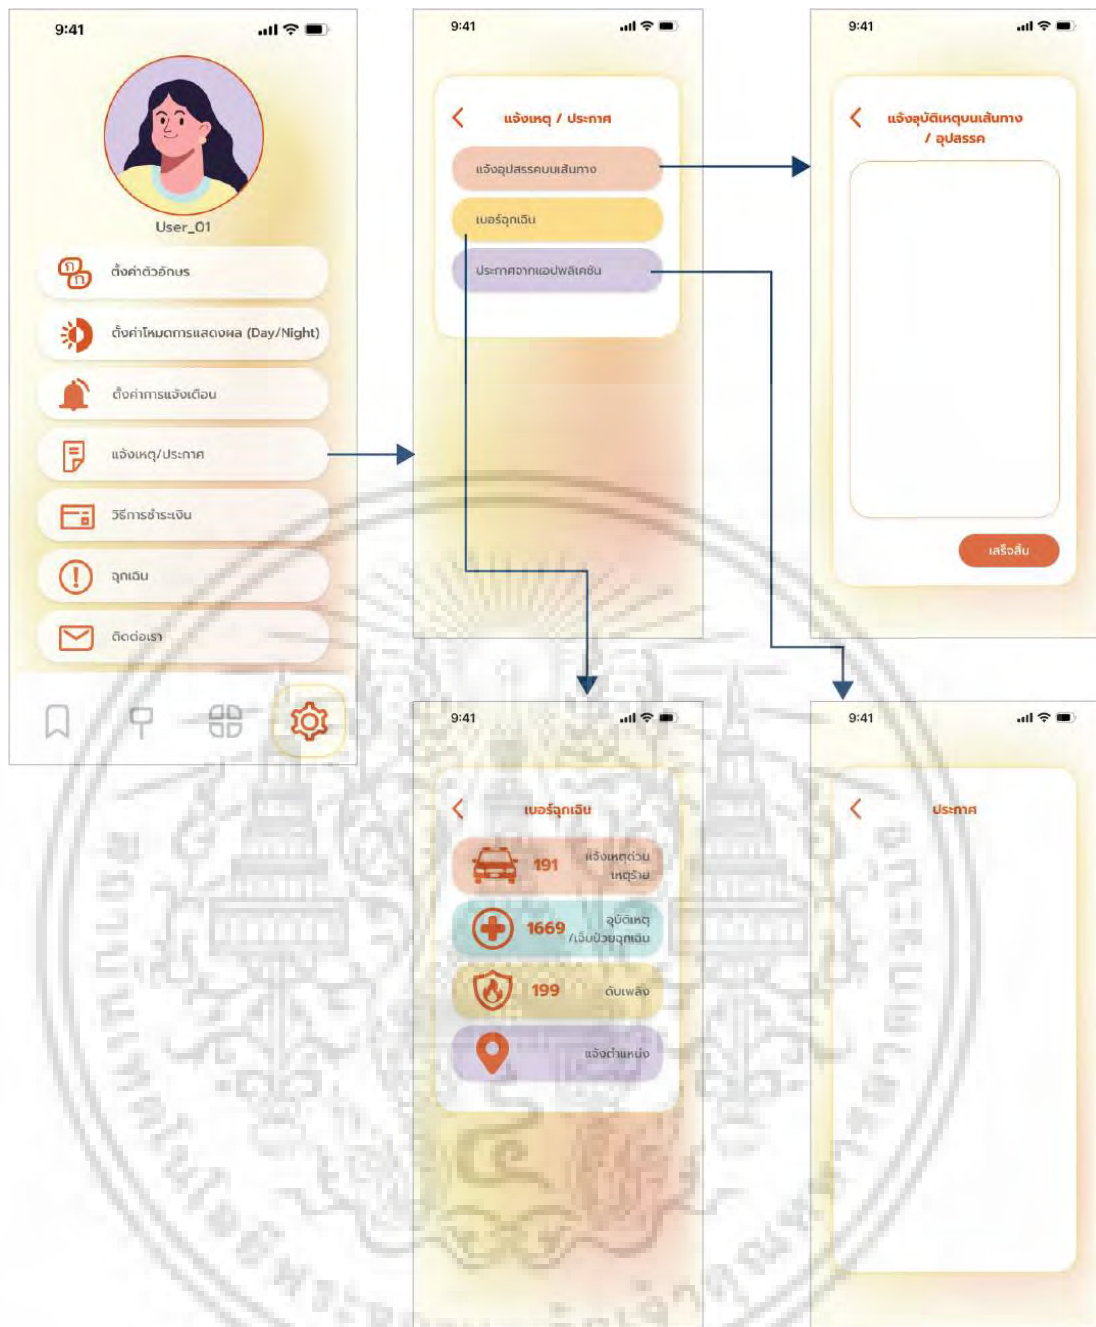 9:41
User_01
ตั้งค่าตัวอักษร
ตั้งค่าโหมดการแสดงผล (Day/Night)
ตั้งค่าการแจ้งเตือน
แจ้งเหตุ/ประกาศ
วิธีการชำระเงิน
ฉุกเฉิน
ติดต่อเรา
9:41
แจ้งเหตุ / ประกาศ
แจ้งอุปสรรคบนเส้นทาง
เบอร์ฉุกเฉิน
ประกาศจากแอปพลิเคชัน
9:41
แจ้งอุบัติเหตุบนเส้นทาง
/ อุปสรรค
เสร็จสิ้น
9:41
เบอร์ฉุกเฉิน
191 แจ้งเหตุด่วน
เหตุร้าย
1669 อุบัติเหตุ
/เจ็บป่วยฉุกเฉิน
199 ดับเพลิง
แจ้งตำแหน่ง
9:41
ประกาศ